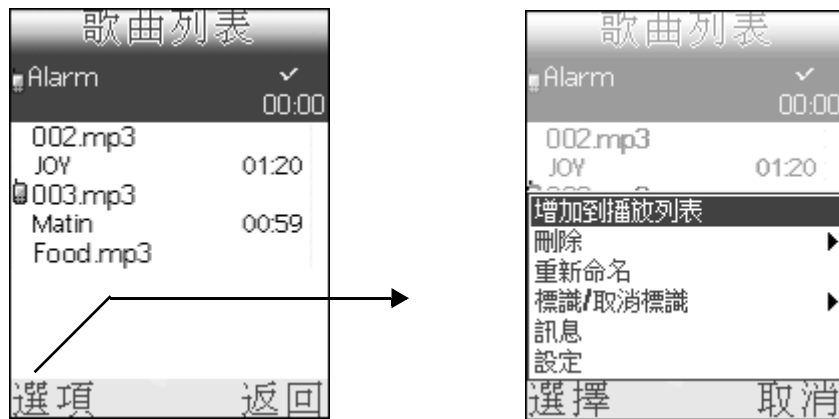 歌曲列表
Alarm
00:00
002.mp3
JOY 01:20
003.mp3
Matin 00:59
Food.mp3
選項 返回
歌曲列表
Alarm
00:00
002.mp3
JOY 01:20
增加到播放列表
刪除
重新命名
標識/取消標識
訊息
設定
選擇 取消